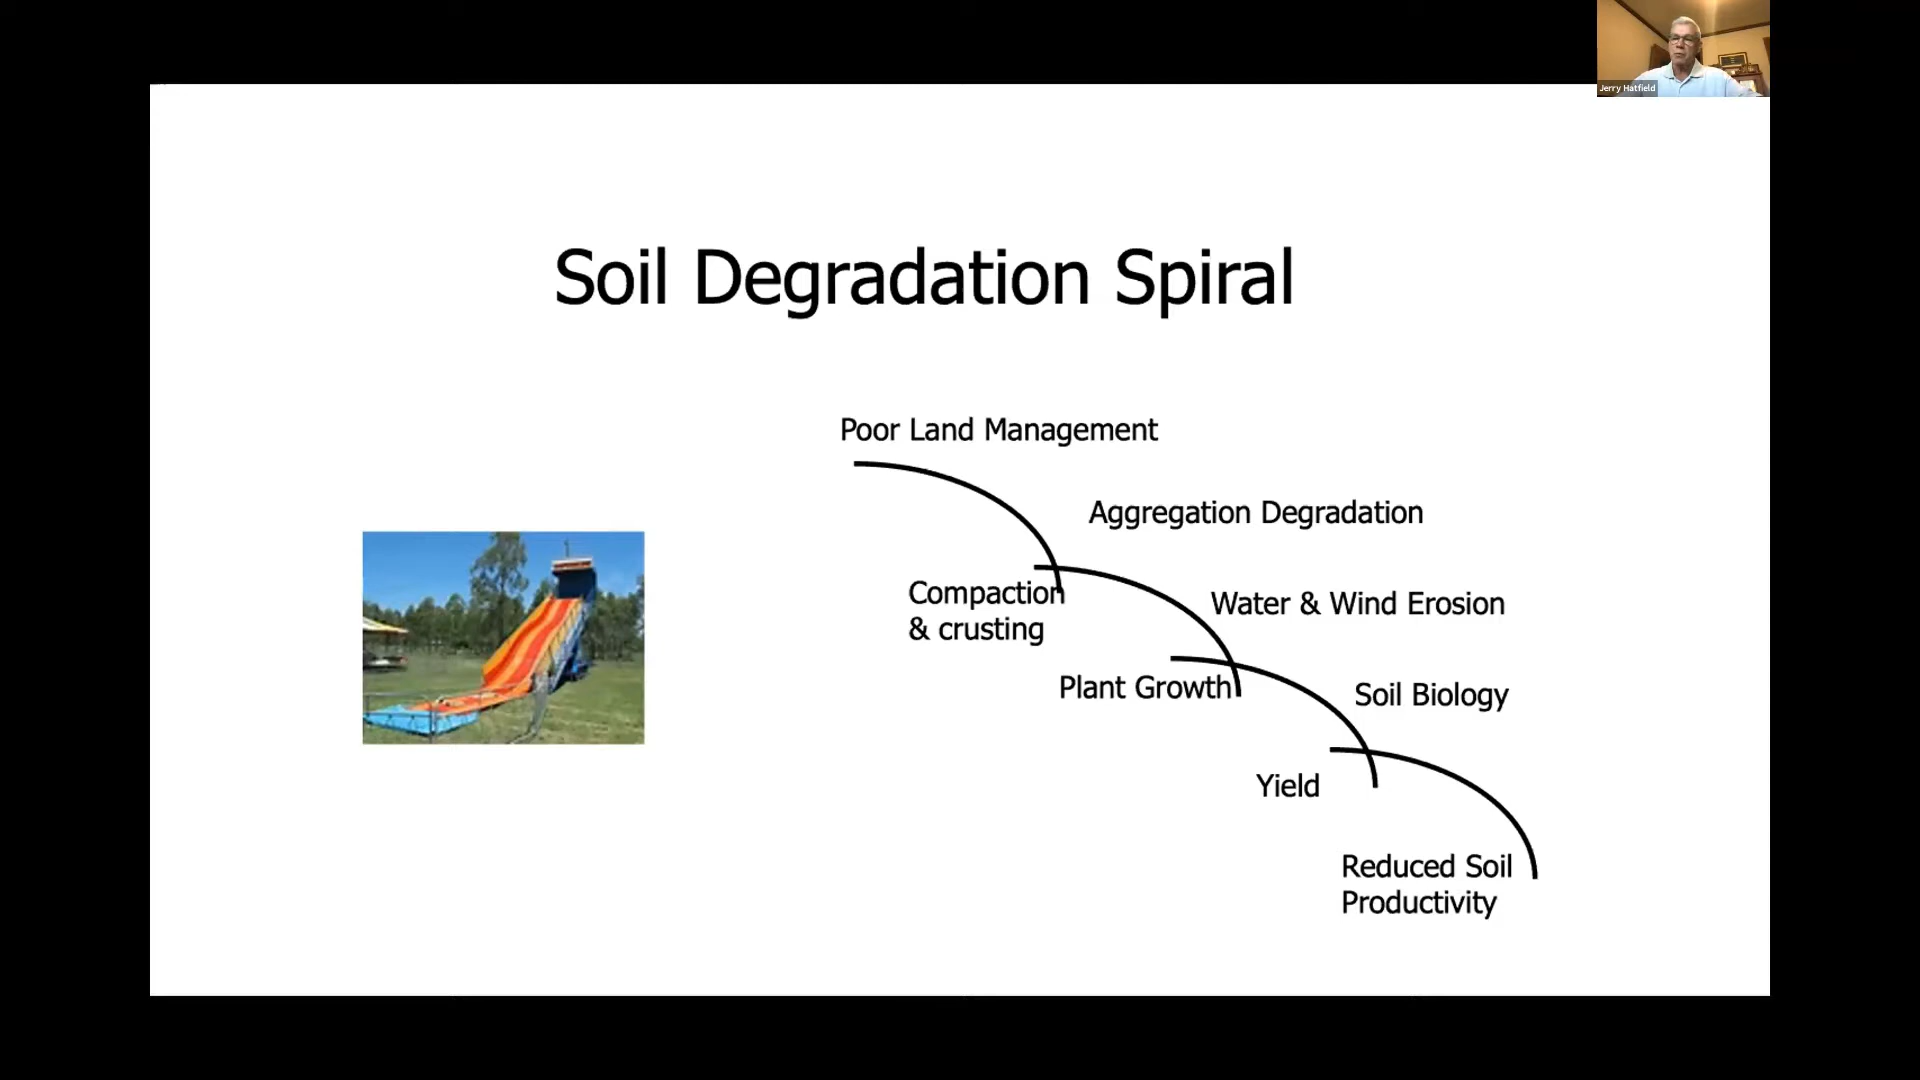 Jerry Hatfield
Soil Degradation Spiral
Poor Land Management
Aggregation Degradation
Compaction
& crusting
Water & Wind Erosion
Plant Growth
Soil Biology
Yield
Reduced Soil
Productivity